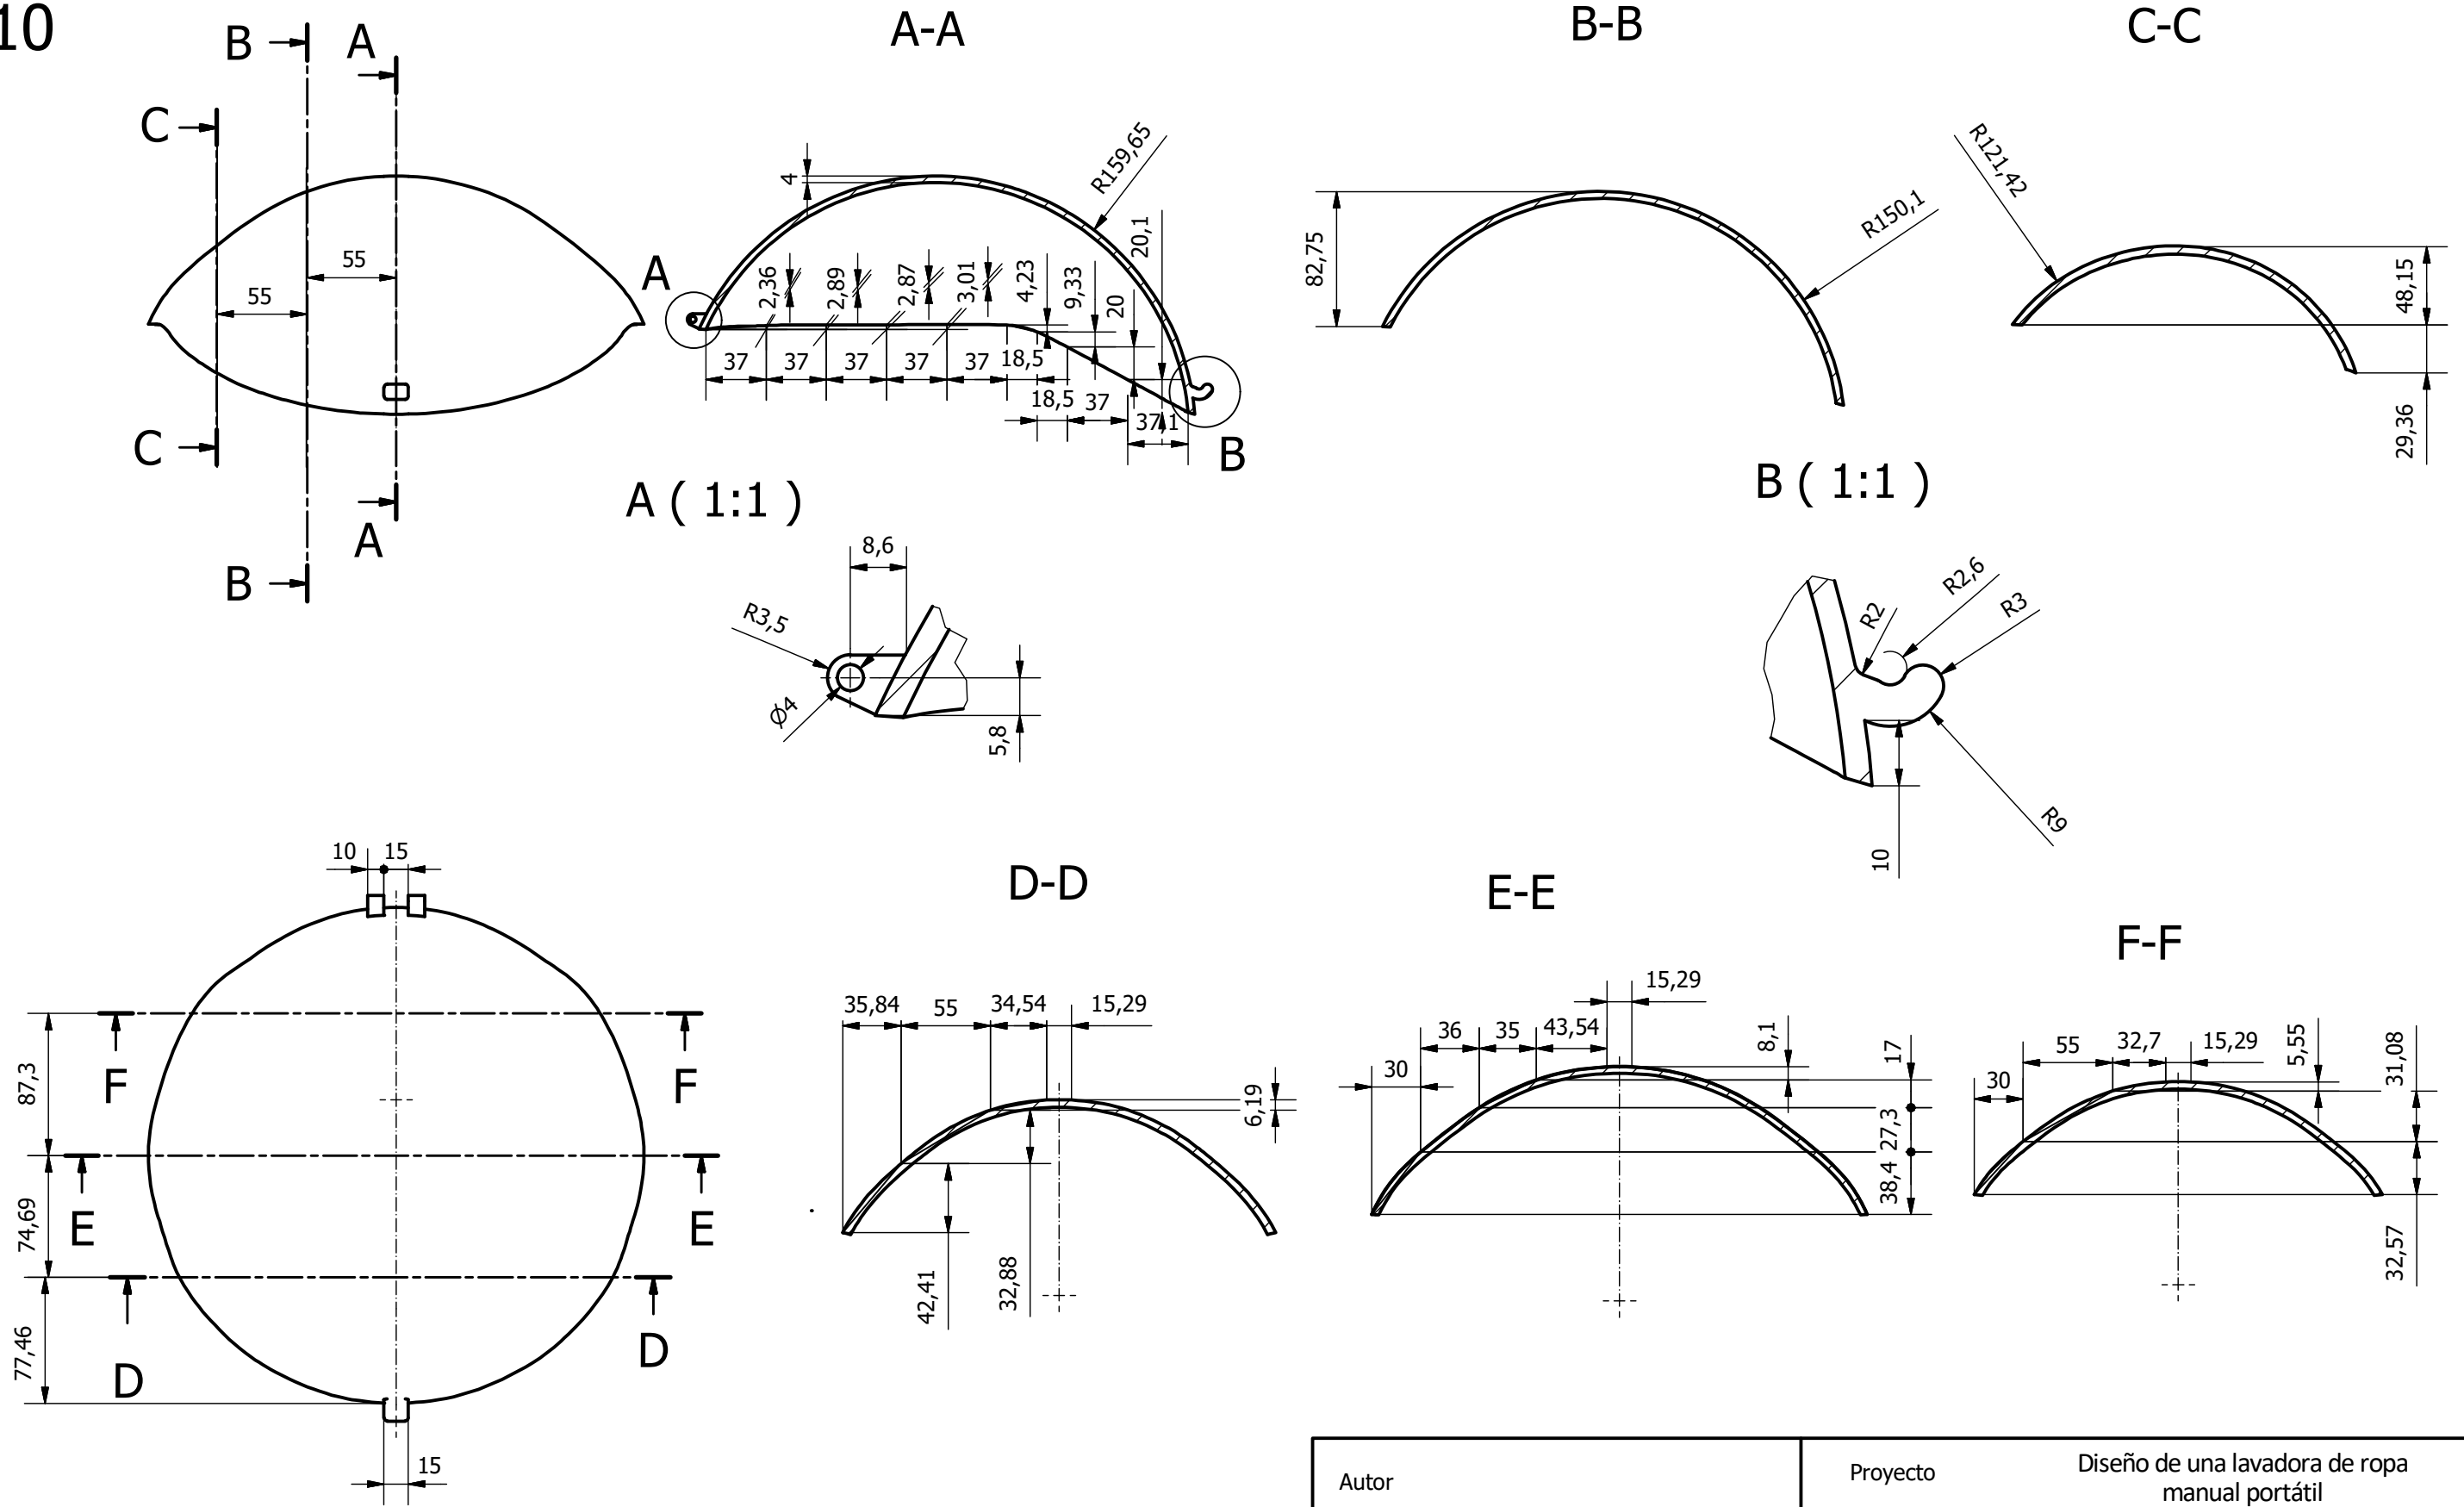 10
B
A
C
55
55
C
A
B
A-A
4
R159,65
20,1
A
2,36
2,89
2,87
3,01
4,23
9,33
20
37
37
37
37
37
18,5
18,5
37
37,1
B
B-B
82,75
R150,1
C-C
R121,42
48,15
29,36
A ( 1:1 )
8,6
R3,5
Ø4
5,8
B ( 1:1 )
R2
R2,6
R3
R9
10
10
15
87,3
74,69
77,46
F
F
E
E
D
D
15
D-D
35,84
55
34,54
15,29
6,19
42,41
32,88
E-E
15,29
36
35
43,54
30
8,1
17
27,3
38,4
F-F
55
32,7
15,29
30
5,55
31,08
32,57
Autor
Proyecto
Diseño de una lavadora de ropa
manual portátil